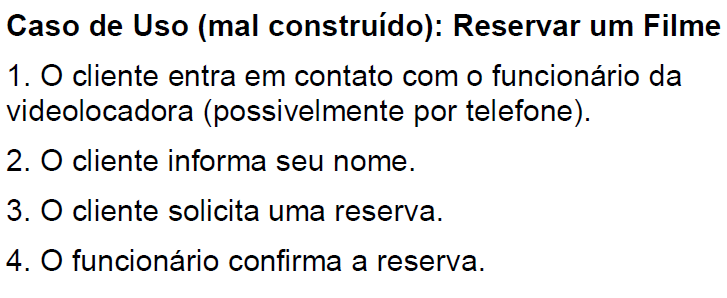 Caso de Uso (mal construído): Reservar um Filme
1. O cliente entra em contato com o funcionário da
videolocadora (possivelmente por telefone).
2. O cliente informa seu nome.
3. O cliente solicita uma reserva.
4. O funcionário confirma a reserva.